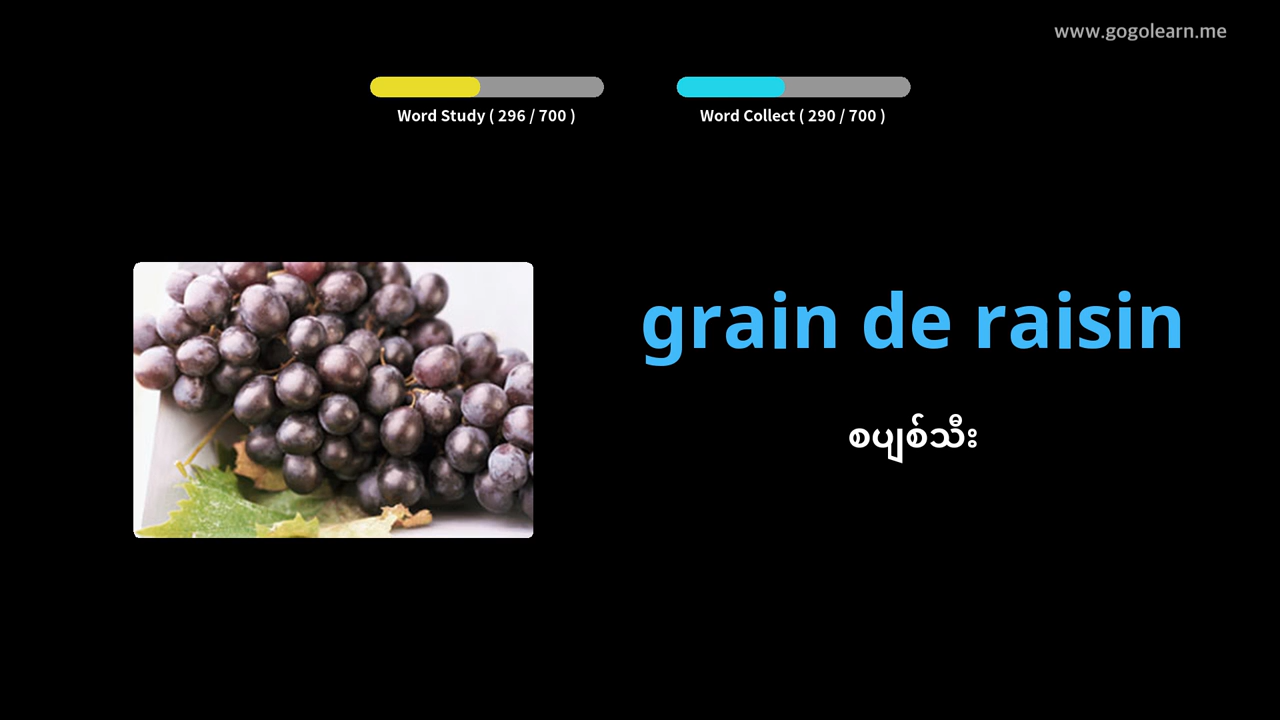 www.gogolearn.me
Word Study ( 296 / 700 )
Word Collect ( 290 / 700 )
grain de raisin
စပျစ်သီး